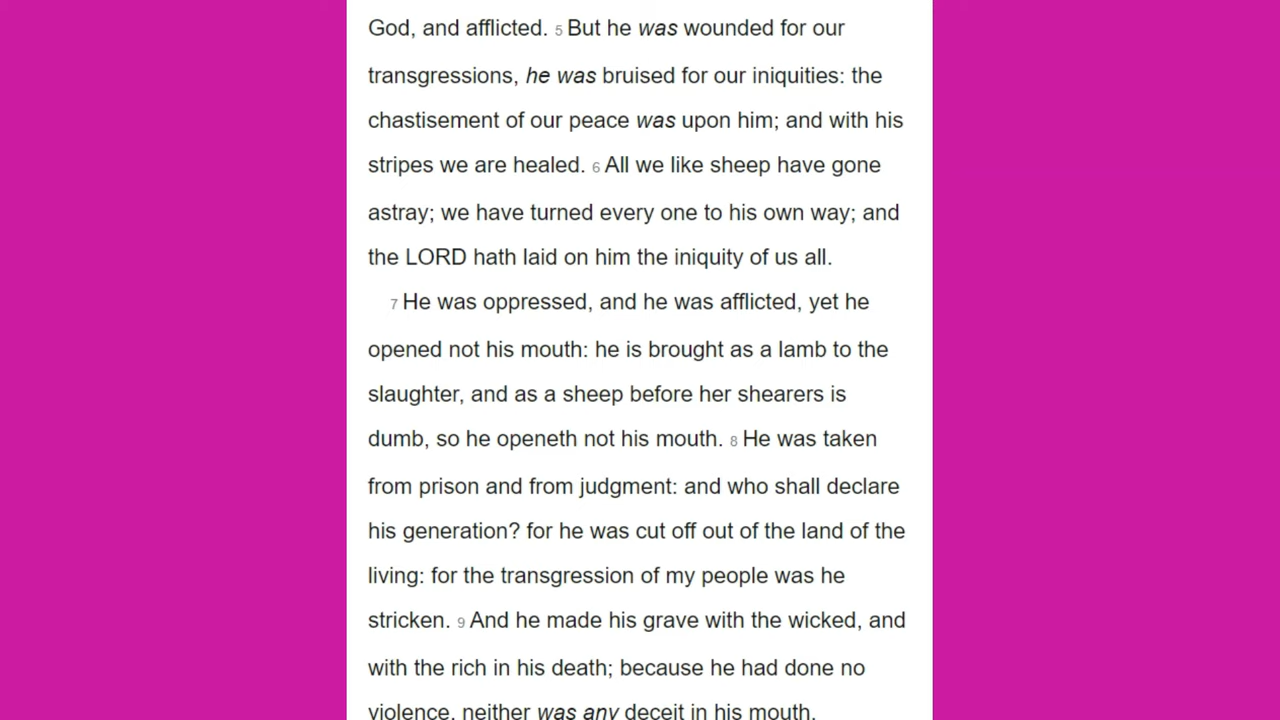 God, and afflicted. 5 But he was wounded for our
transgressions, he was bruised for our iniquities: the
chastisement of our peace was upon him; and with his
stripes we are healed. 6 All we like sheep have gone
astray; we have turned every one to his own way; and
the LORD hath laid on him the iniquity of us all.
7 He was oppressed, and he was afflicted, yet he
opened not his mouth: he is brought as a lamb to the
slaughter, and as a sheep before her shearers is
dumb, so he openeth not his mouth. 8 He was taken
from prison and from judgment: and who shall declare
his generation? for he was cut off out of the land of the
living: for the transgression of my people was he
stricken. 9 And he made his grave with the wicked, and
with the rich in his death; because he had done no
violence, neither was any deceit in his mouth.